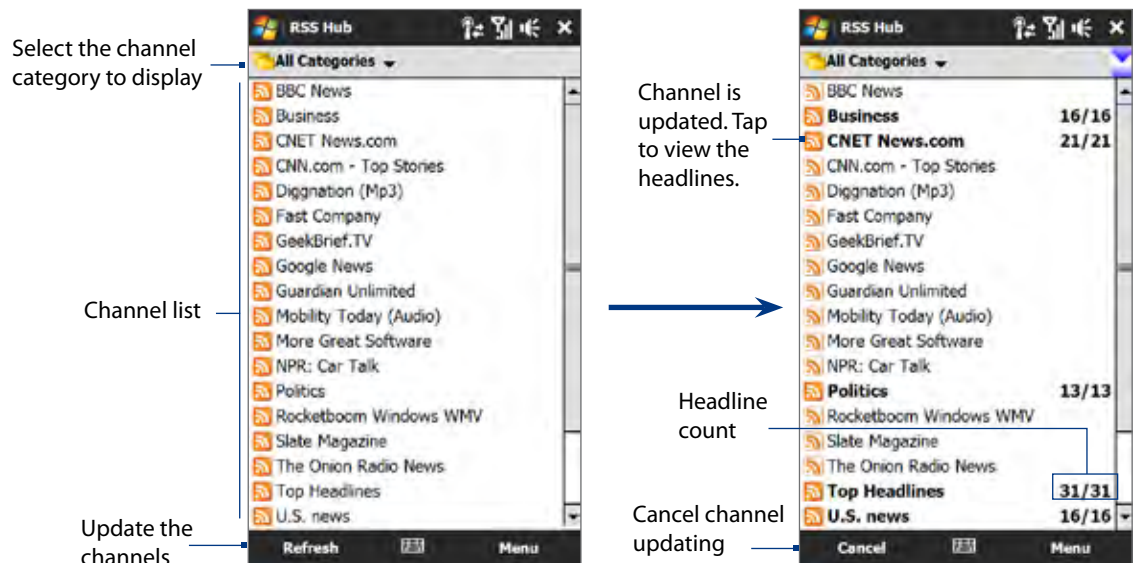 Select the channel
category to display
Channel list
Update the
channels
RSS Hub
All Categories
BBC News
Business
CNET News.com
CNN.com - Top Stories
Diggnation (Mp3)
Fast Company
GeekBrief.TV
Google News
Guardian Unlimited
Mobility Today (Audio)
More Great Software
NPR: Car Talk
Politics
Rocketboom Windows WMV
Slate Magazine
The Onion Radio News
Top Headlines
U.S. news
Refresh Menu
Channel is
updated. Tap
to view the
headlines.
Headline
count
Cancel channel
updating
RSS Hub
All Categories
BBC News
Business 16/16
CNET News.com 21/21
CNN.com - Top Stories
Diggnation (Mp3)
Fast Company
GeekBrief.TV
Google News
Guardian Unlimited
Mobility Today (Audio)
More Great Software
NPR: Car Talk
Politics 13/13
Rocketboom Windows WMV
Slate Magazine
The Onion Radio News
Top Headlines 31/31
U.S. news 16/16
Cancel Menu